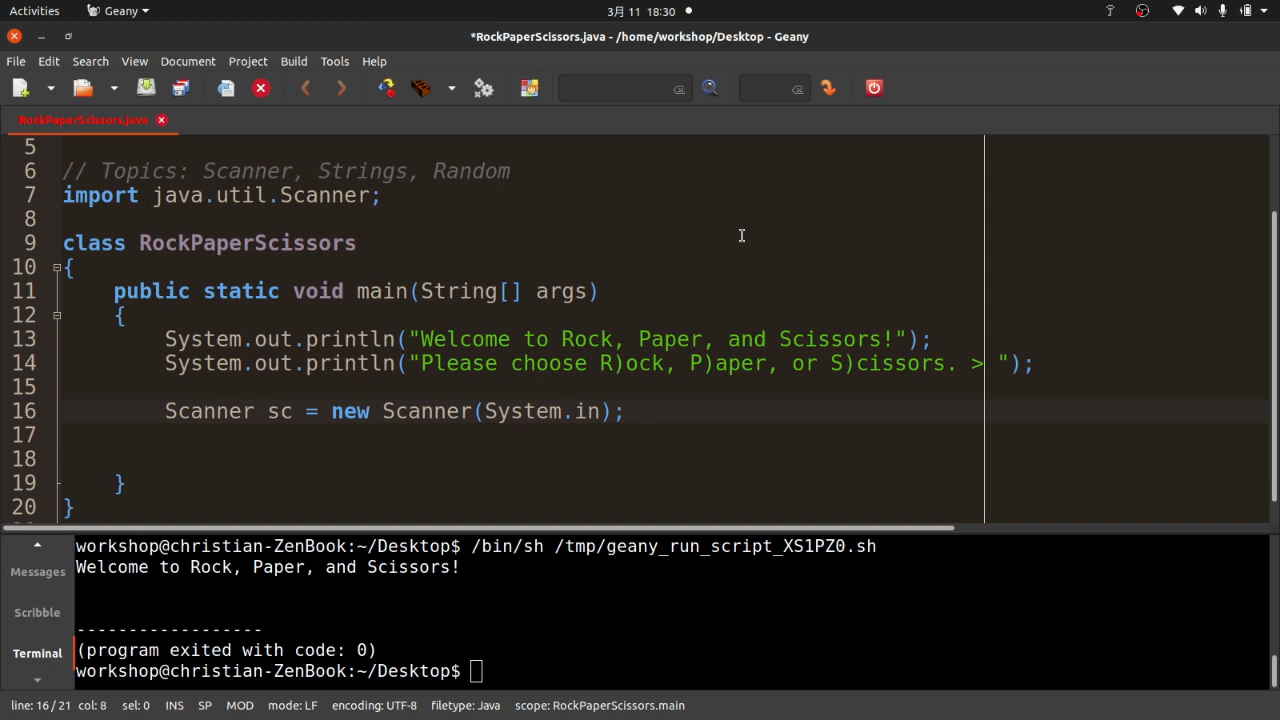 Activities Geany 3月 11 18:30
*RockPaperScissors.java - /home/workshop/Desktop - Geany
File Edit Search View Document Project Build Tools Help
RockPaperScissors.java
5
6 // Topics: Scanner, Strings, Random
7 import java.util.Scanner;
8
9 class RockPaperScissors
10 {
11 public static void main(String[] args)
12 {
13 System.out.println("Welcome to Rock, Paper, and Scissors!");
14 System.out.println("Please choose R)ock, P)aper, or S)cissors. > ");
15
16 Scanner sc = new Scanner(System.in);
17
18
19 }
20 }
workshop@christian-ZenBook:~/Desktop$ /bin/sh /tmp/geany_run_script_XS1PZ0.sh
Messages
Welcome to Rock, Paper, and Scissors!
Scribble
------------------
Terminal
(program exited with code: 0)
workshop@christian-ZenBook:~/Desktop$
line: 16 / 21 col: 8 sel: 0 INS SP MOD mode: LF encoding: UTF-8 filetype: Java scope: RockPaperScissors.main